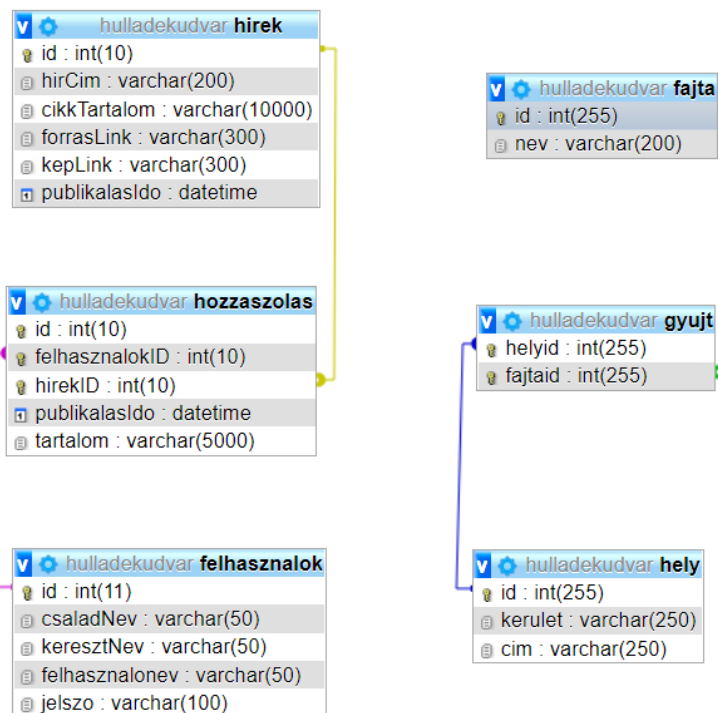 v hulladekudvar hirek
id : int(10)
hirCim : varchar(200)
cikkTartalom : varchar(10000)
forrasLink : varchar(300)
kepLink : varchar(300)
publikalasIdo : datetime
v hulladekudvar hozzaszolas
id : int(10)
felhasznalokID : int(10)
hirekID : int(10)
publikalasIdo : datetime
tartalom : varchar(5000)
v hulladekudvar felhasznalok
id : int(11)
csaladNev : varchar(50)
keresztNev : varchar(50)
felhasznalonev : varchar(50)
jelszo : varchar(100)
v hulladekudvar fajta
id : int(255)
nev : varchar(200)
v hulladekudvar gyujt
helyid : int(255)
fajtaid : int(255)
v hulladekudvar hely
id : int(255)
kerulet : varchar(250)
cim : varchar(250)